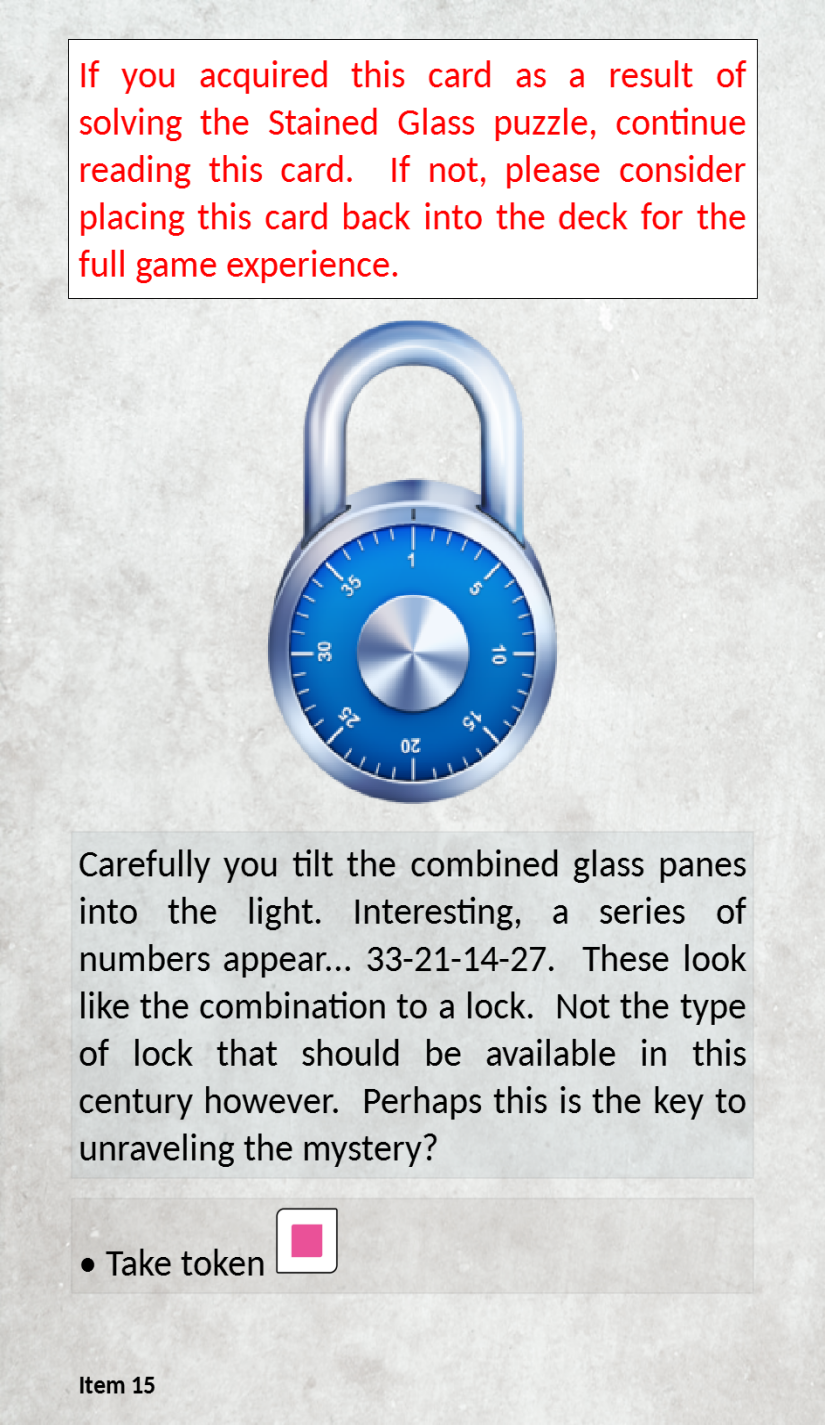 If you acquired this card as a result of
solving the Stained Glass puzzle, continue
reading this card. If not, please consider
placing this card back into the deck for the
full game experience.
1
5
10
15
20
25
30
35
Carefully you tilt the combined glass panes
into the light. Interesting, a series of
numbers appear... 33-21-14-27. These look
like the combination to a lock. Not the type
of lock that should be available in this
century however. Perhaps this is the key to
unraveling the mystery?
• Take token
Item 15